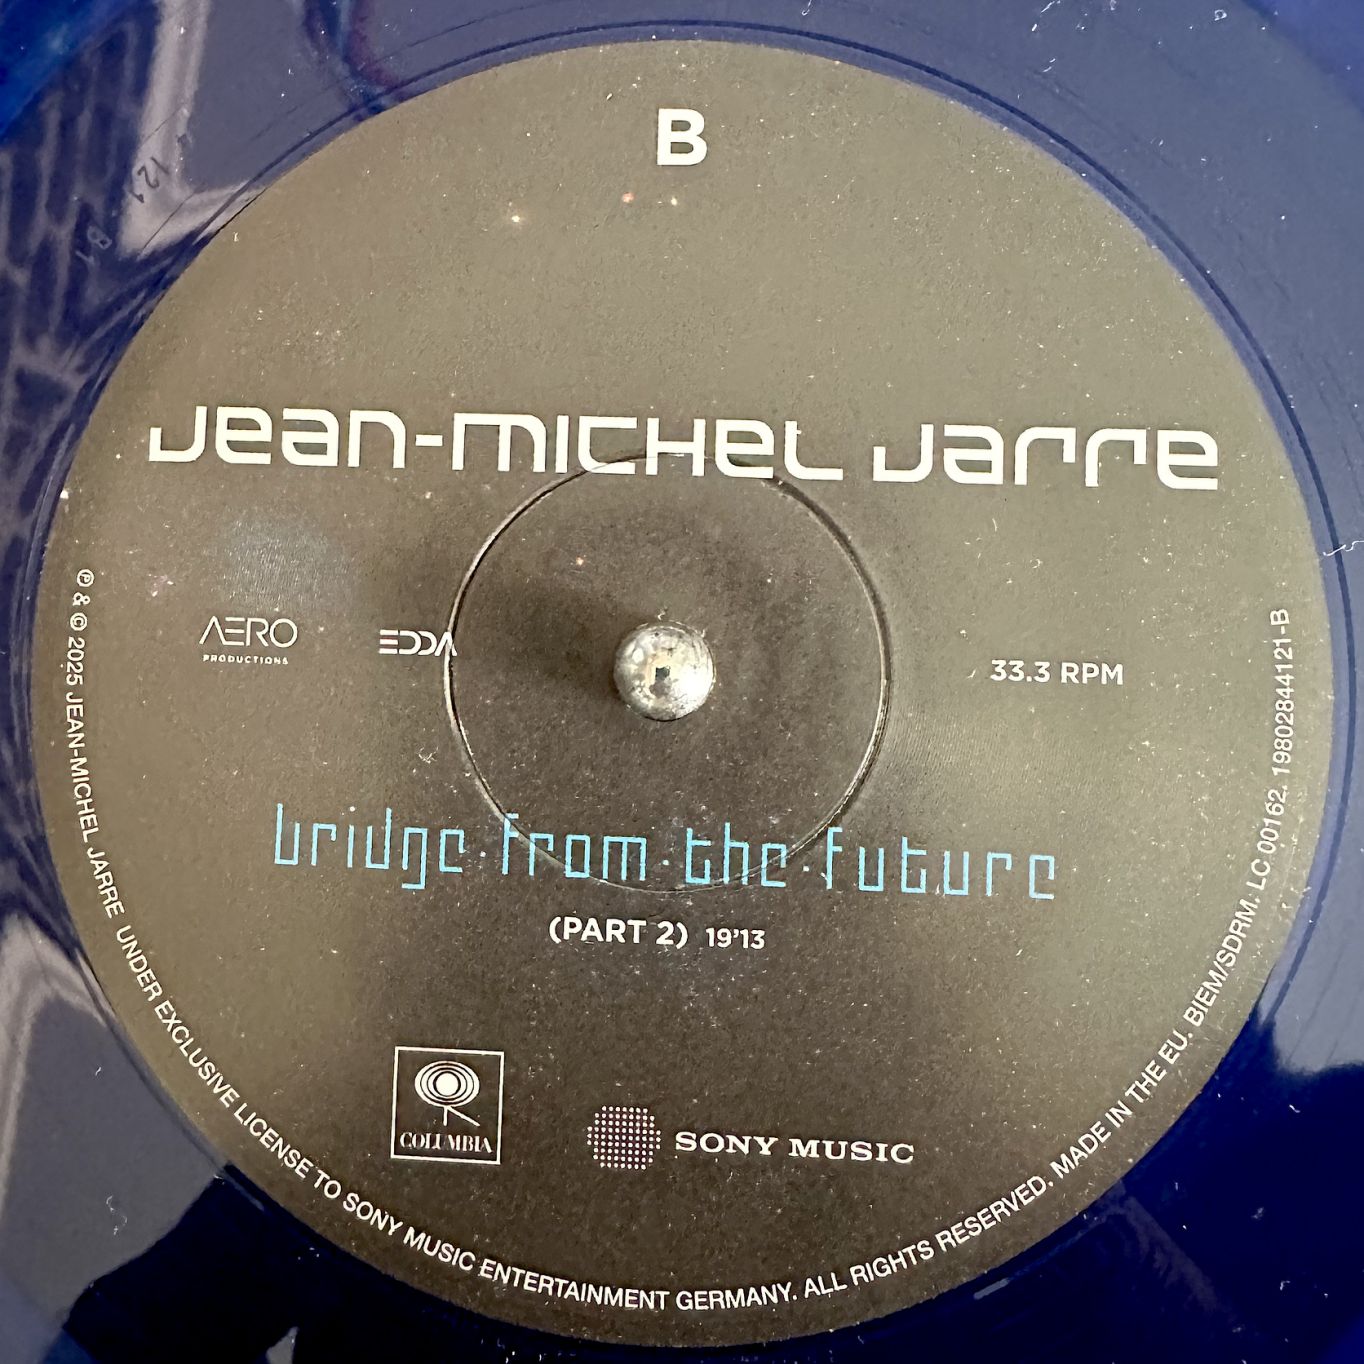 B
Jean-Michel Jarre
AERO
PRODUCTIONS
EDDA
33.3 RPM
bridge·from·the·future
(PART 2) 19'13
COLUMBIA
SONY MUSIC
℗ & © 2025 JEAN-MICHEL JARRE UNDER EXCLUSIVE LICENSE TO SONY MUSIC ENTERTAINMENT GERMANY. ALL RIGHTS RESERVED. MADE IN THE EU. BIEM/SDRM. LC 00162. 19802844121-B